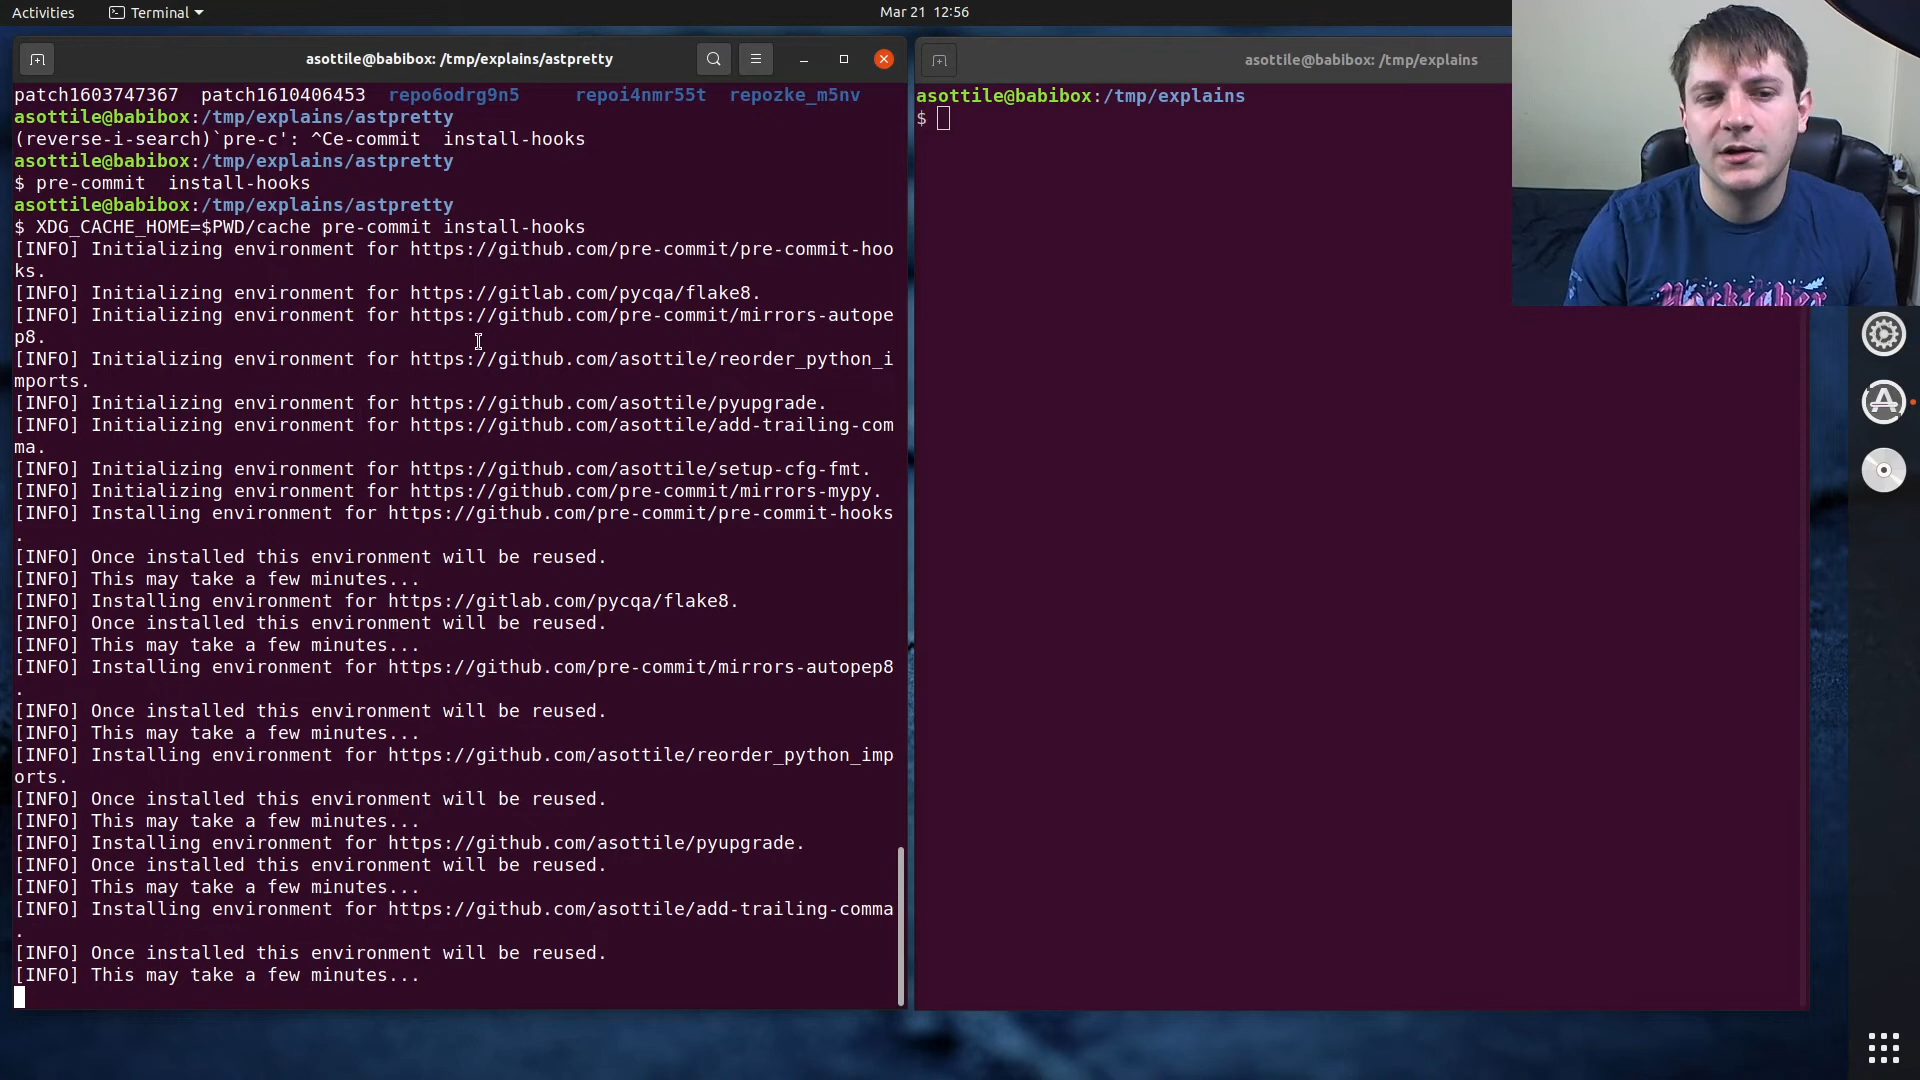 Activities
Terminal
Mar 21 12:56
asottile@babibox: /tmp/explains/astpretty
patch1603747367 patch1610406453 repo6odrg9n5 repoi4nmr55t repozke_m5nv
asottile@babibox:/tmp/explains/astpretty
(reverse-i-search)`pre-c': ^Ce-commit  install-hooks
asottile@babibox:/tmp/explains/astpretty
$ pre-commit  install-hooks
asottile@babibox:/tmp/explains/astpretty
$ XDG_CACHE_HOME=$PWD/cache pre-commit install-hooks
[INFO] Initializing environment for https://github.com/pre-commit/pre-commit-hoo
ks.
[INFO] Initializing environment for https://gitlab.com/pycqa/flake8.
[INFO] Initializing environment for https://github.com/pre-commit/mirrors-autope
p8.
[INFO] Initializing environment for https://github.com/asottile/reorder_python_i
mports.
[INFO] Initializing environment for https://github.com/asottile/pyupgrade.
[INFO] Initializing environment for https://github.com/asottile/add-trailing-com
ma.
[INFO] Initializing environment for https://github.com/asottile/setup-cfg-fmt.
[INFO] Initializing environment for https://github.com/pre-commit/mirrors-mypy.
[INFO] Installing environment for https://github.com/pre-commit/pre-commit-hooks
.
[INFO] Once installed this environment will be reused.
[INFO] This may take a few minutes...
[INFO] Installing environment for https://gitlab.com/pycqa/flake8.
[INFO] Once installed this environment will be reused.
[INFO] This may take a few minutes...
[INFO] Installing environment for https://github.com/pre-commit/mirrors-autopep8
.
[INFO] Once installed this environment will be reused.
[INFO] This may take a few minutes...
[INFO] Installing environment for https://github.com/asottile/reorder_python_imp
orts.
[INFO] Once installed this environment will be reused.
[INFO] This may take a few minutes...
[INFO] Installing environment for https://github.com/asottile/pyupgrade.
[INFO] Once installed this environment will be reused.
[INFO] This may take a few minutes...
[INFO] Installing environment for https://github.com/asottile/add-trailing-comma
.
[INFO] Once installed this environment will be reused.
[INFO] This may take a few minutes...
asottile@babibox: /tmp/explains
asottile@babibox:/tmp/explains
$